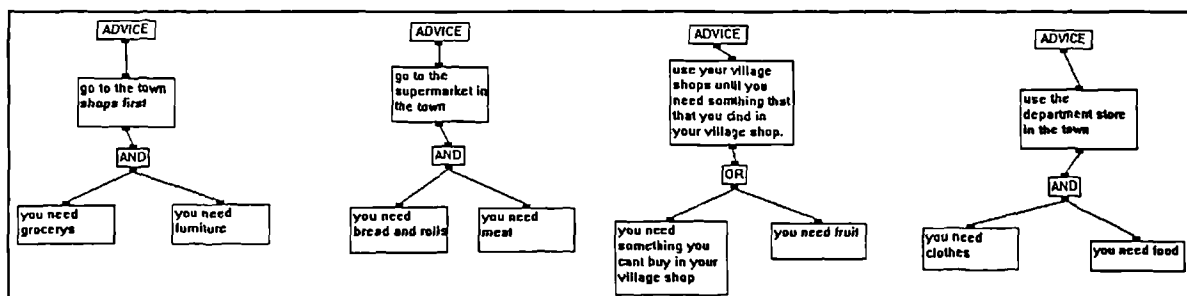 ADVICE
go to the town
shops first
AND
you need
grocerys
you need
furniture
ADVICE
go to the
supermarket in
the town
AND
you need
bread and rolls
you need
meat
ADVICE
use your village
shops until you
need somthing that
that you cind in
your village shop.
OR
you need
something you
cant buy in your
village shop
you need fruit
ADVICE
use the
department store
in the town
AND
you need
clothes
you need food